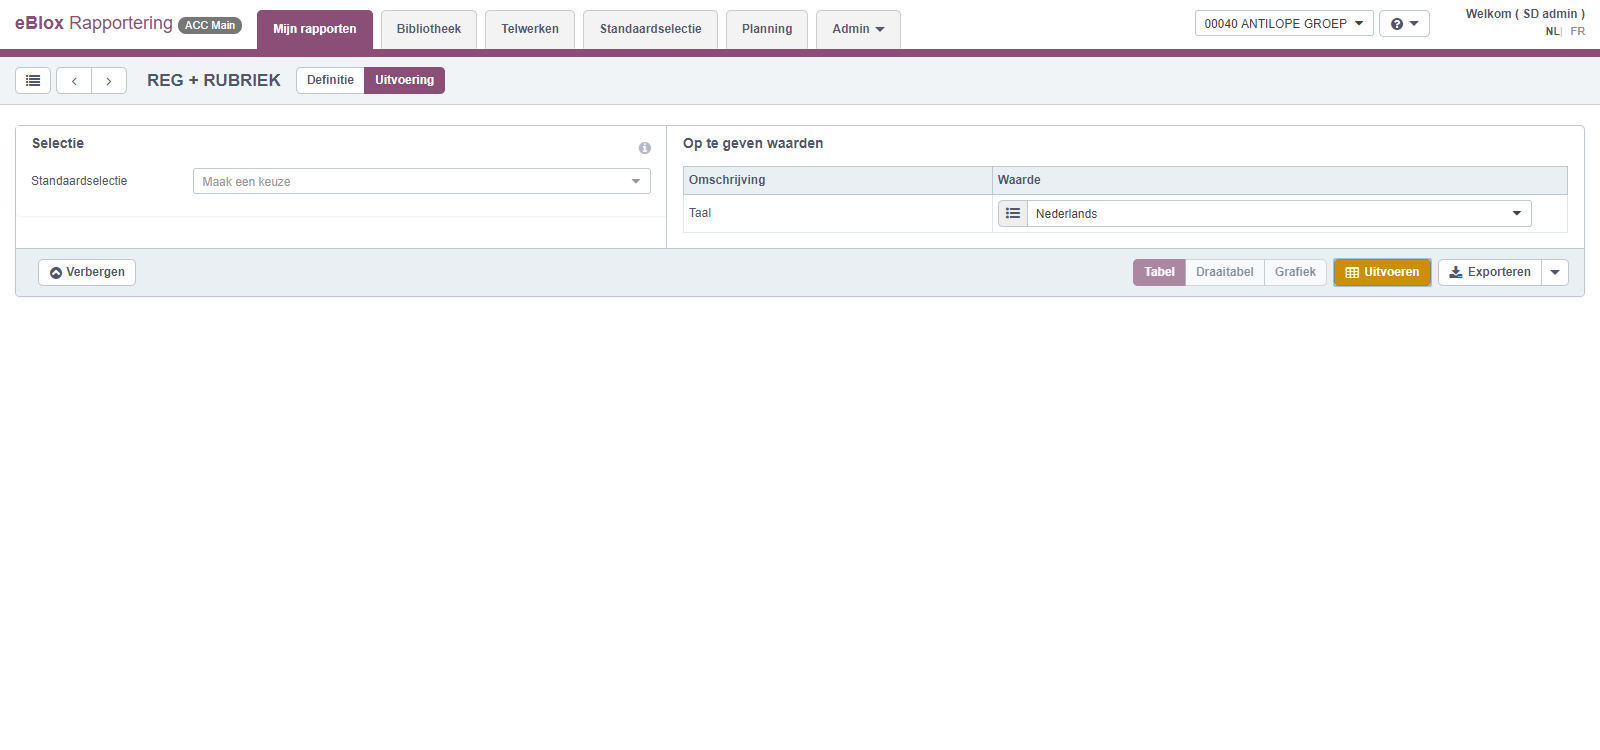 eBlox Rapportering ACC Main
Mijn rapporten
Bibliotheek
Telwerken
Standaardselectie
Planning
Admin
00040 ANTILOPE GROEP
Welkom ( SD admin )
NL| FR
REG + RUBRIEK
Definitie
Uitvoering
Selectie
Standaardselectie
Maak een keuze
Op te geven waarden
Omschrijving
Waarde
Taal
Nederlands
Verbergen
Tabel
Draaitabel
Grafiek
Uitvoeren
Exporteren